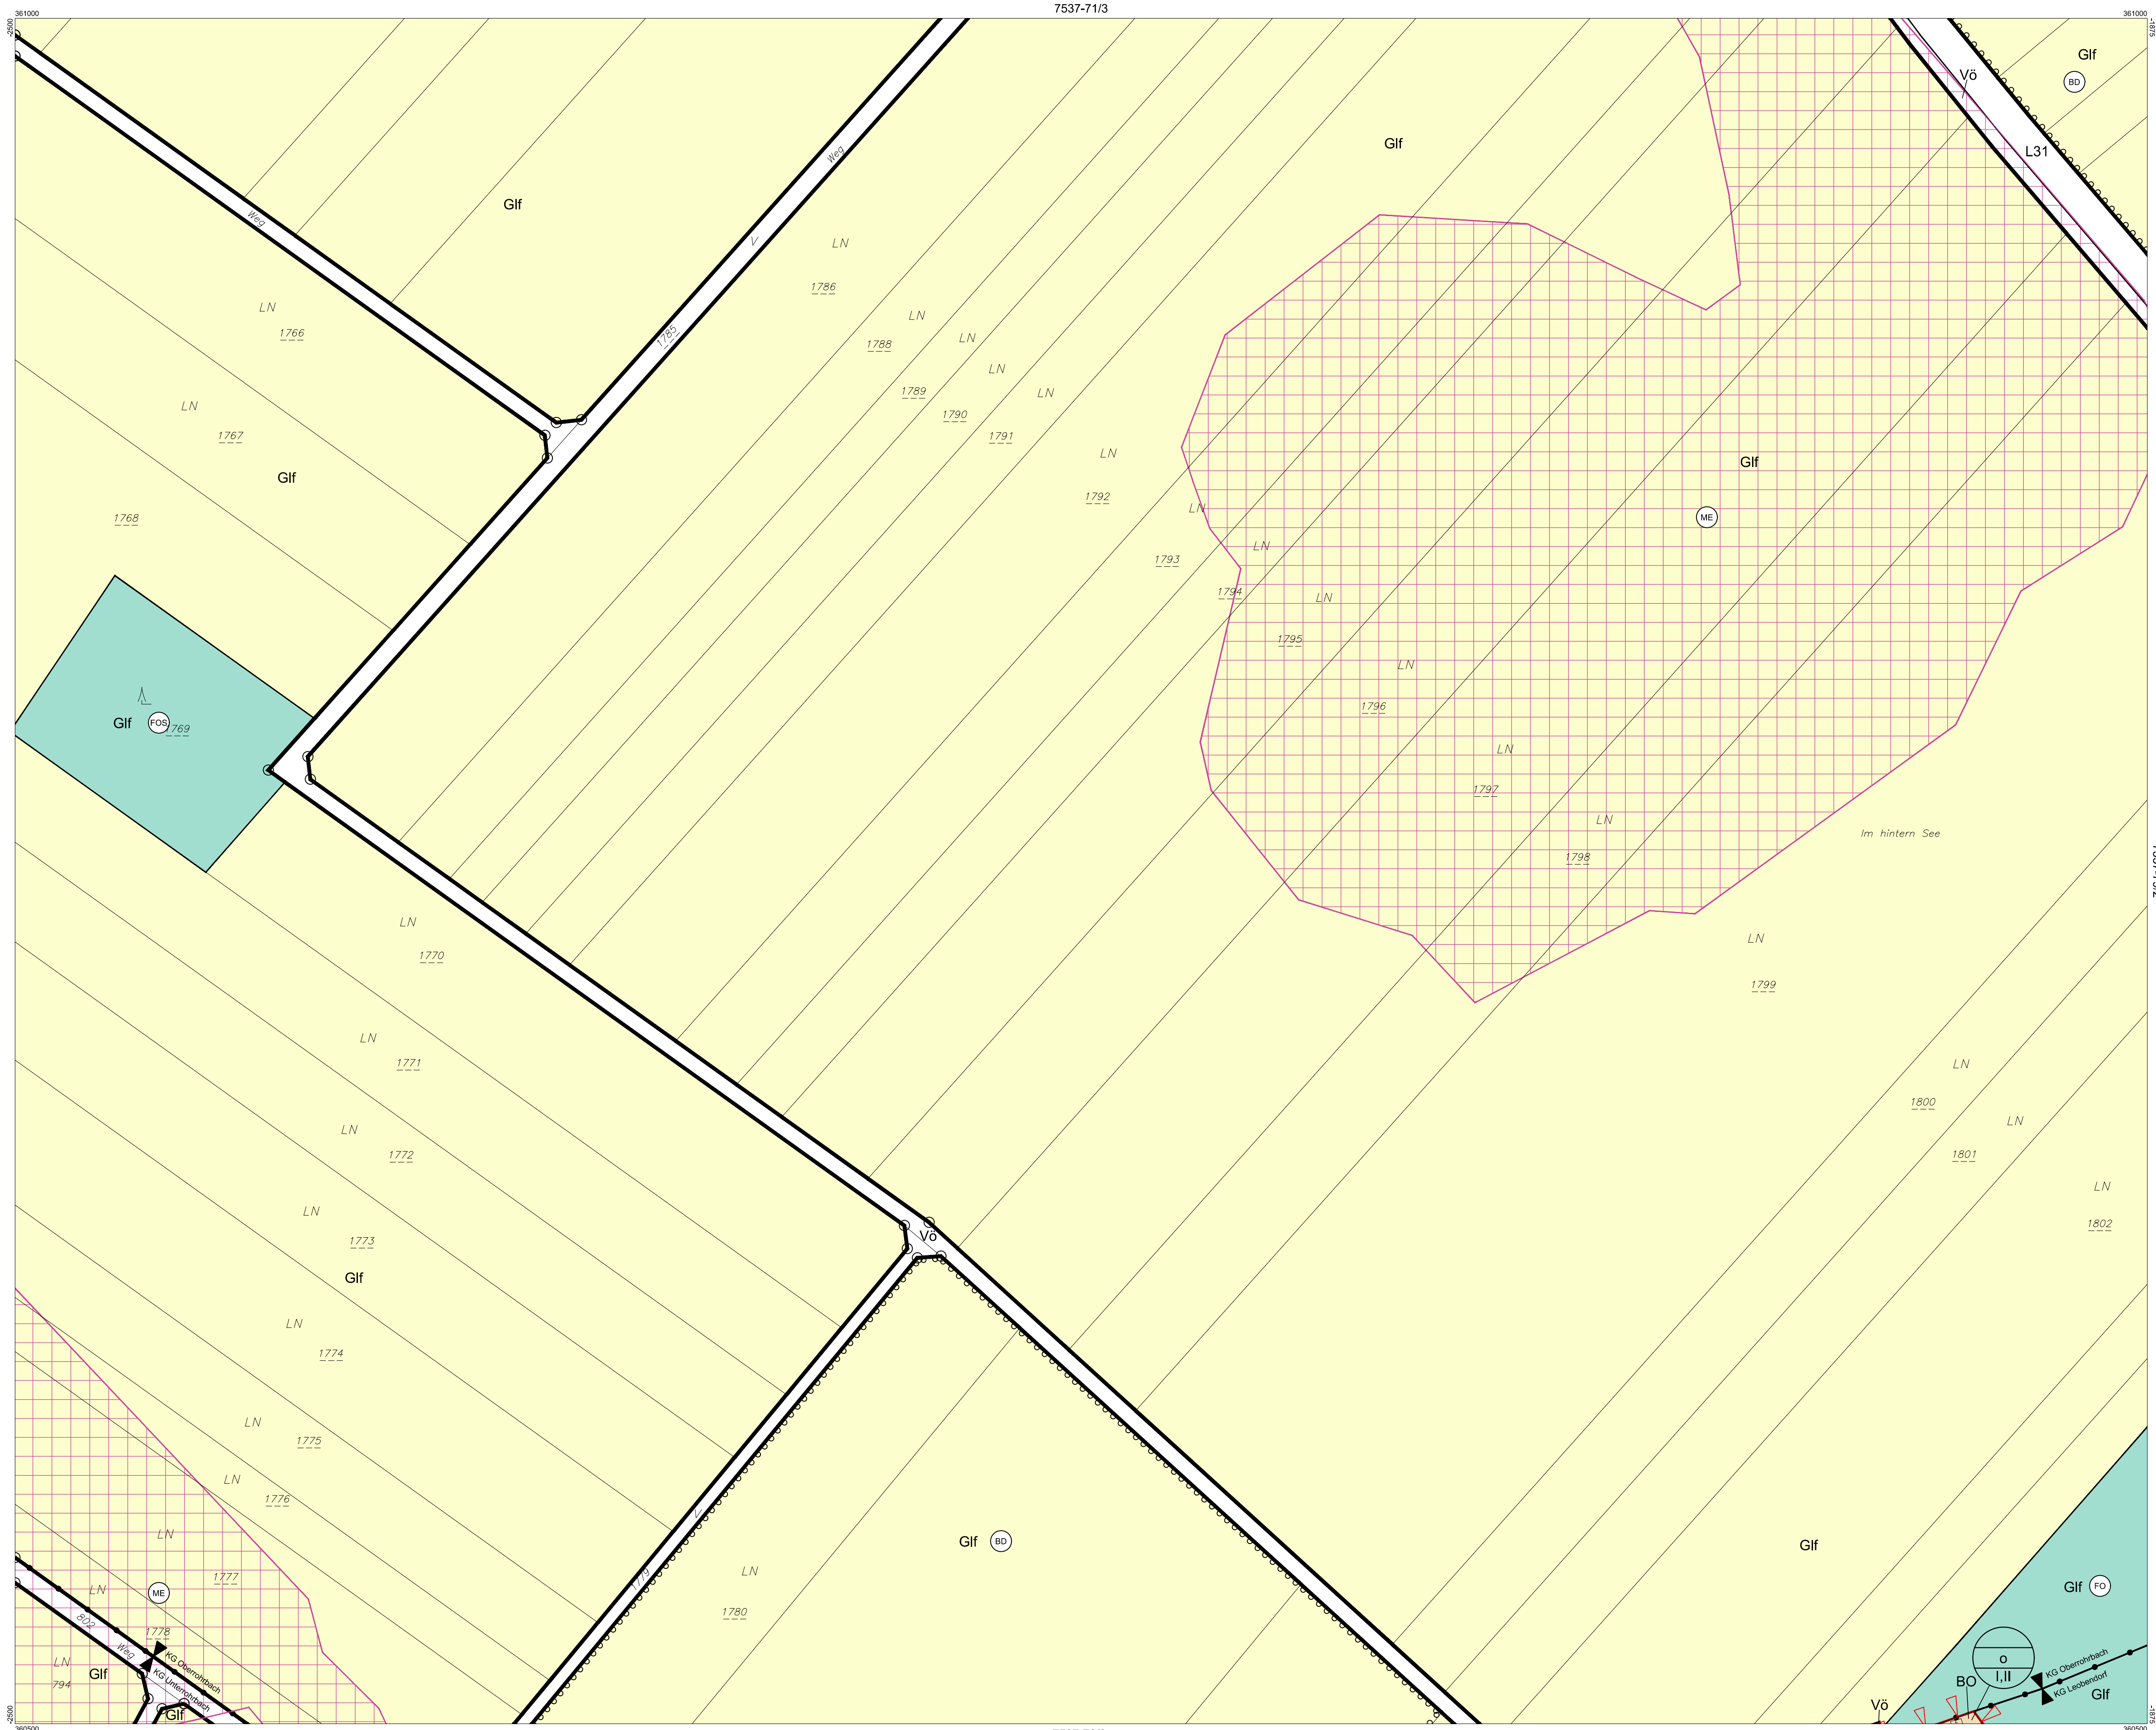 7537-71/3
361000
361000
-2500
-1875
Glf
BD
Vö
L31
Glf
Weg
Glf
Weg
V
LN
1786
LN
1766
LN
1788
LN
1785
LN
1789
LN
1790
1791
LN
1767
LN
1792
Glf
Glf
ME
LN
1768
LN
1793
1794
LN
1795
LN
1796
Glf
FOS
1769
LN
1797
LN
1798
Im hintern See
LN
1770
LN
1799
LN
1771
LN
1800
LN
1772
LN
1801
LN
1802
LN
1773
Vö
Glf
LN
1774
LN
1775
LN
1776
V
LN
1777
ME
LN
1779
LN
1780
Glf
BD
Glf
Glf
FO
802
Weg
1778
KG Oberrohrbach
KG Unterrohrbach
LN
Glf
794
Glf
o
I,II
BO
Vö
KG Oberrohrbach
KG Leobendorf
Glf
-2500
-1875
360500
360500